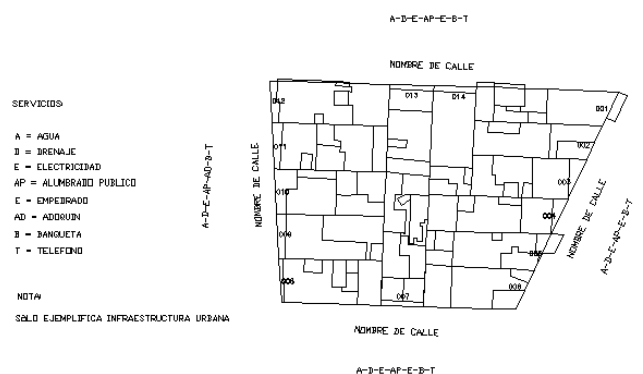 A-D-E-AP-E-B-T
NOMBRE DE CALLE
SERVICIOS:
A = AGUA
D = DRENAJE
E = ELECTRICIDAD
AP = ALUMBRADO PUBLICO
E = EMPEDRADO
AD = ADOQUIN
B = BANQUETA
T = TELEFONO
NOTA:
SOLO EJEMPLIFICA INFRAESTRUCTURA URBANA
A-D-E-AP-AD-D-T
NOMBRE DE CALLE
012
013
014
001
011
002
010
003
009
004
005
006
007
008
NOMBRE DE CALLE
A-D-E-AP-E-B-T
NOMBRE DE CALLE
A-D-E-AP-E-B-T